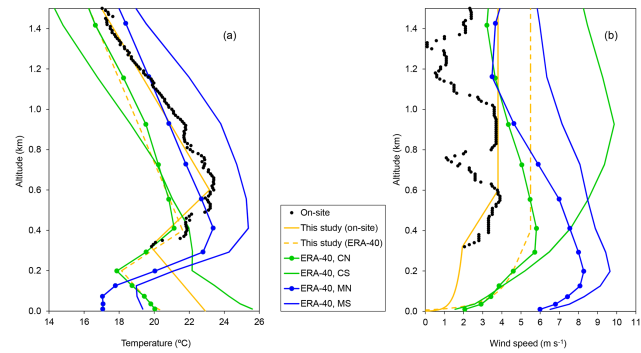 1.4
1.2
1.0
0.8
0.6
0.4
0.2
0
Altitude (km)
(a)
14 16 18 20 22 24 26
Temperature (ºC)
On-site
This study (on-site)
This study (ERA-40)
ERA-40, CN
ERA-40, CS
ERA-40, MN
ERA-40, MS
1.4
1.2
1.0
0.8
0.6
0.4
0.2
0
Altitude (km)
(b)
0 1 2 3 4 5 6 7 8 9 10 11
Wind speed (m s⁻¹)